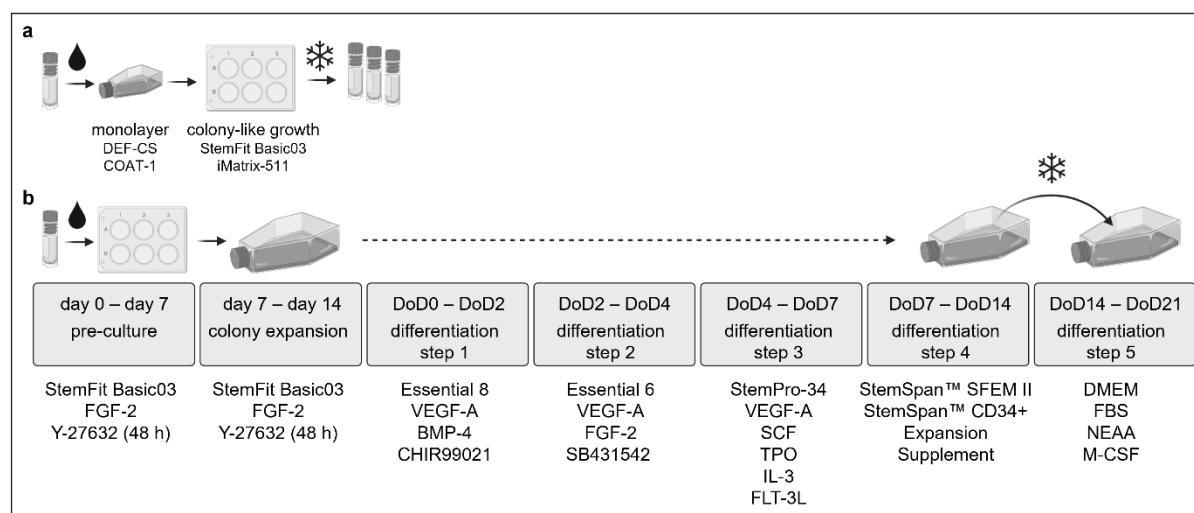 a
1 2 3
A
B
monolayer
DEF-CS
COAT-1
colony-like growth
StemFit Basic03
iMatrix-511
b
1 2 3
A
B
day 0 – day 7
pre-culture
StemFit Basic03
FGF-2
Y-27632 (48 h)
day 7 – day 14
colony expansion
StemFit Basic03
FGF-2
Y-27632 (48 h)
DoD0 – DoD2
differentiation
step 1
Essential 8
VEGF-A
BMP-4
CHIR99021
DoD2 – DoD4
differentiation
step 2
Essential 6
VEGF-A
FGF-2
SB431542
DoD4 – DoD7
differentiation
step 3
StemPro-34
VEGF-A
SCF
TPO
IL-3
FLT-3L
DoD7 – DoD14
differentiation
step 4
StemSpan™ SFEM II
StemSpan™ CD34+
Expansion
Supplement
DoD14 – DoD21
differentiation
step 5
DMEM
FBS
NEAA
M-CSF